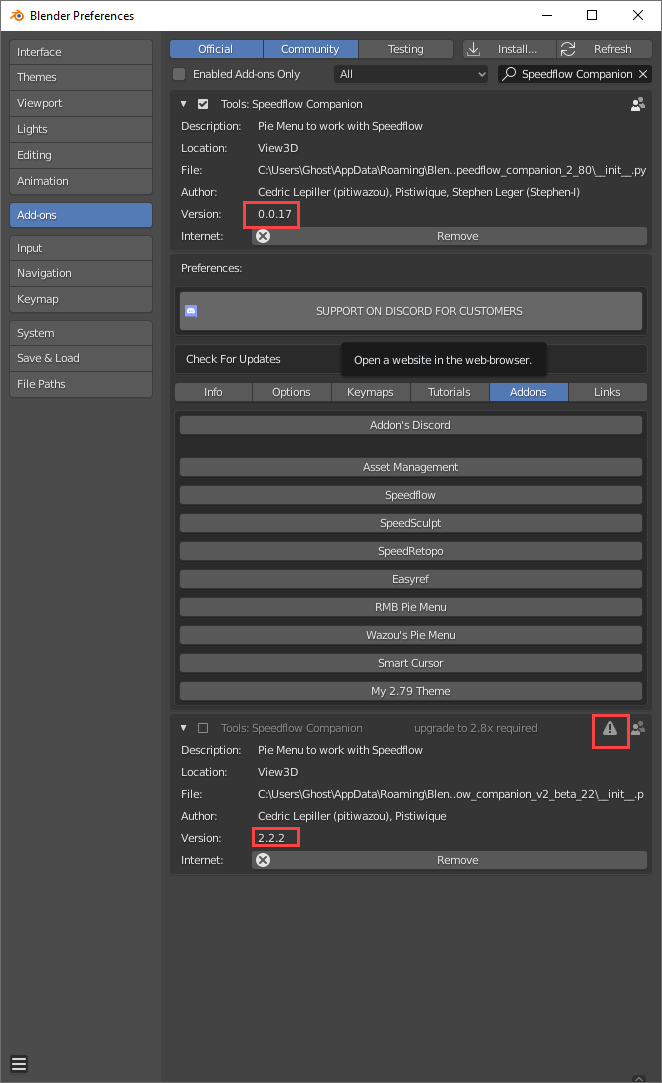 Blender Preferences
Interface
Themes
Viewport
Lights
Editing
Animation
Add-ons
Input
Navigation
Keymap
System
Save & Load
File Paths
Official Community Testing Install... Refresh
Enabled Add-ons Only All Speedflow Companion
Tools: Speedflow Companion
Description: Pie Menu to work with Speedflow
Location: View3D
File: C:\Users\Ghost\AppData\Roaming\Blen..peedflow_companion_2_80\__init__.py
Author: Cedric Lepiller (pitiwazou), Pistiwique, Stephen Leger (Stephen-l)
Version: 0.0.17
Internet: Remove
Preferences:
SUPPORT ON DISCORD FOR CUSTOMERS
Check For Updates
Open a website in the web-browser.
Info Options Keymaps Tutorials Addons Links
Addon's Discord
Asset Management
Speedflow
SpeedSculpt
SpeedRetopo
Easyref
RMB Pie Menu
Wazou's Pie Menu
Smart Cursor
My 2.79 Theme
Tools: Speedflow Companion upgrade to 2.8x required
Description: Pie Menu to work with Speedflow
Location: View3D
File: C:\Users\Ghost\AppData\Roaming\Blen..ow_companion_v2_beta_22\__init__.p
Author: Cedric Lepiller (pitiwazou), Pistiwique
Version: 2.2.2
Internet: Remove